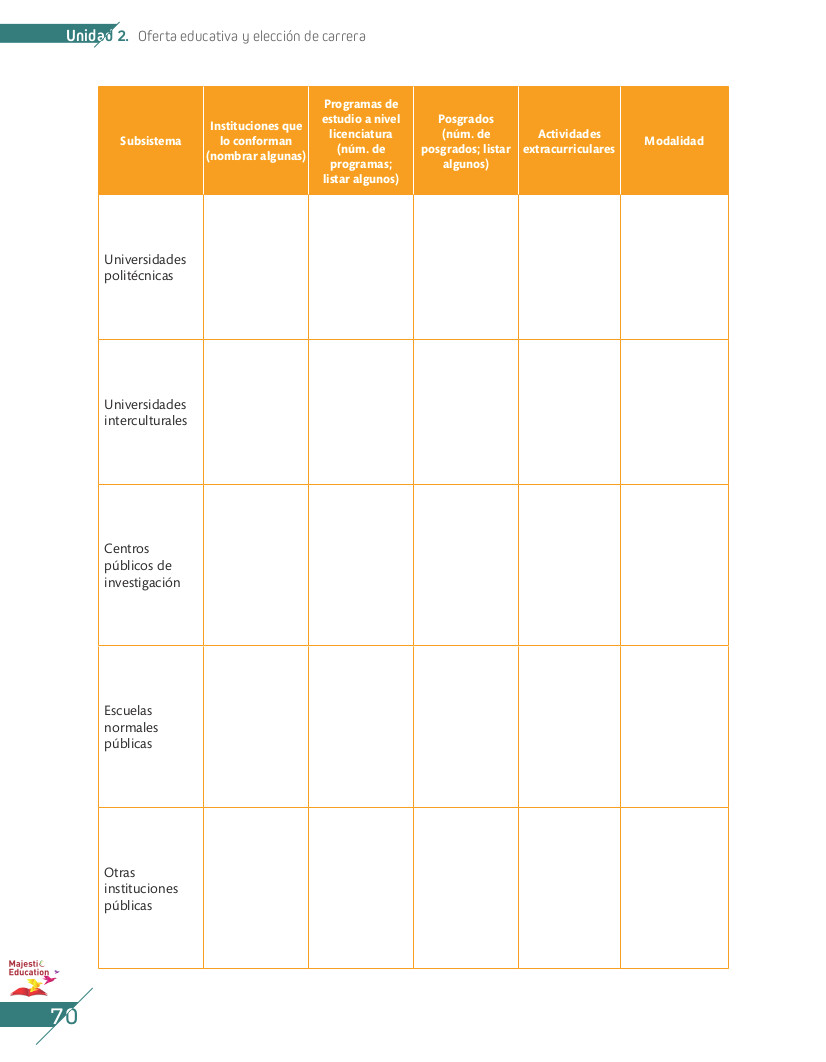 Unidad 2. Oferta educativa y elección de carrera
Subsistema
Instituciones que
lo conforman
(nombrar algunas)
Programas de
estudio a nivel
licenciatura
(núm. de
programas;
listar algunos)
Posgrados
(núm. de
posgrados; listar
algunos)
Actividades
extracurriculares
Modalidad
Universidades
politécnicas
Universidades
interculturales
Centros
públicos de
investigación
Escuelas
normales
públicas
Otras
instituciones
públicas
Majestic
Education
70